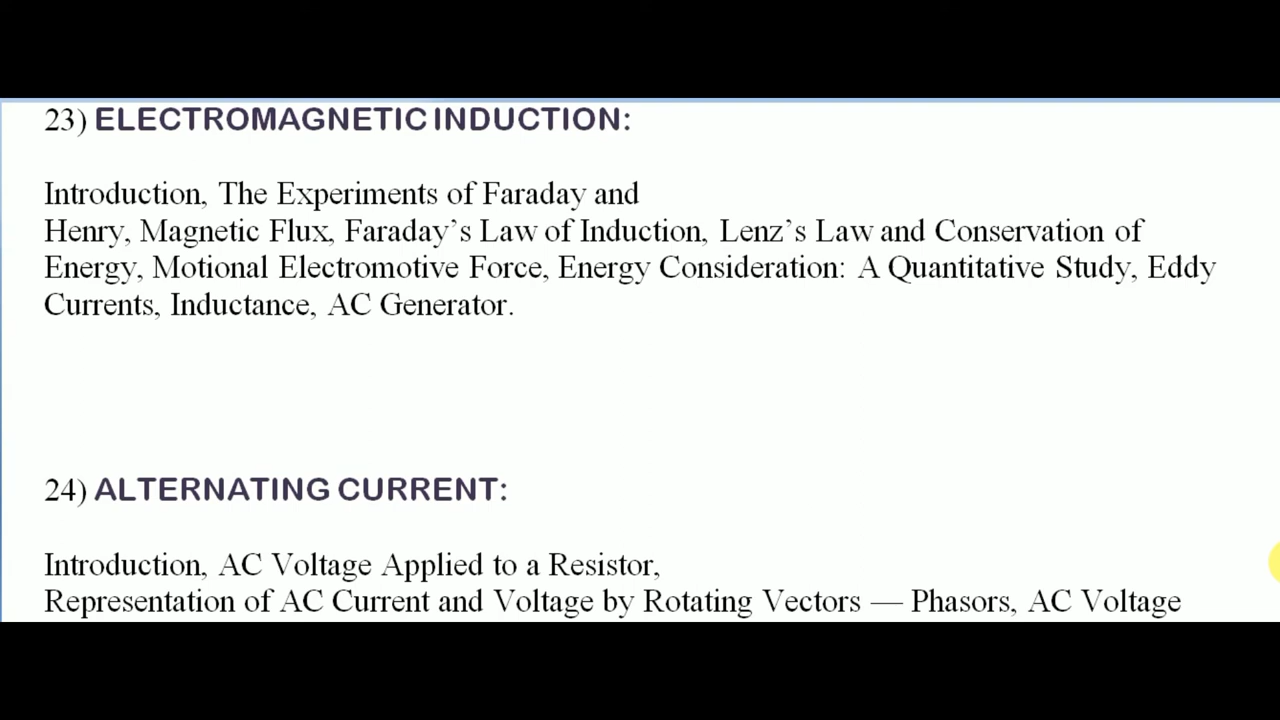 23) ELECTROMAGNETIC INDUCTION:
Introduction, The Experiments of Faraday and
Henry, Magnetic Flux, Faraday’s Law of Induction, Lenz’s Law and Conservation of
Energy, Motional Electromotive Force, Energy Consideration: A Quantitative Study, Eddy
Currents, Inductance, AC Generator.
24) ALTERNATING CURRENT:
Introduction, AC Voltage Applied to a Resistor,
Representation of AC Current and Voltage by Rotating Vectors — Phasors, AC Voltage